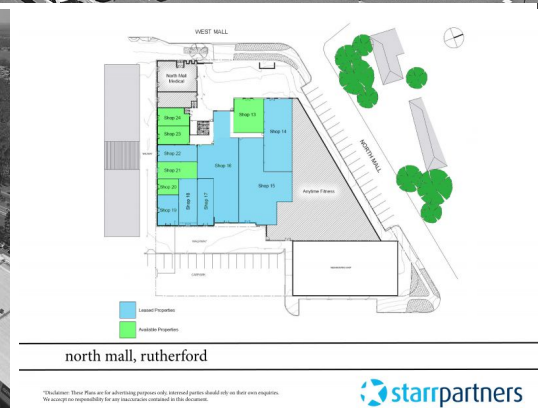 WEST MALL
North Mall
Medical
Shop 24
Shop 23
Shop 22
Shop 21
Shop 20
Shop 19
Shop 18
Shop 17
Shop 16
Shop 13
Shop 14
Shop 15
Anytime Fitness
NORTH MALL
Leased Properties
Available Properties
north mall, rutherford
*Disclaimer: These Plans are for advertising purposes only, interested parties should rely on their own enquiries.
We accept no responsibility for any inaccuracies contained in this document.
starrpartners